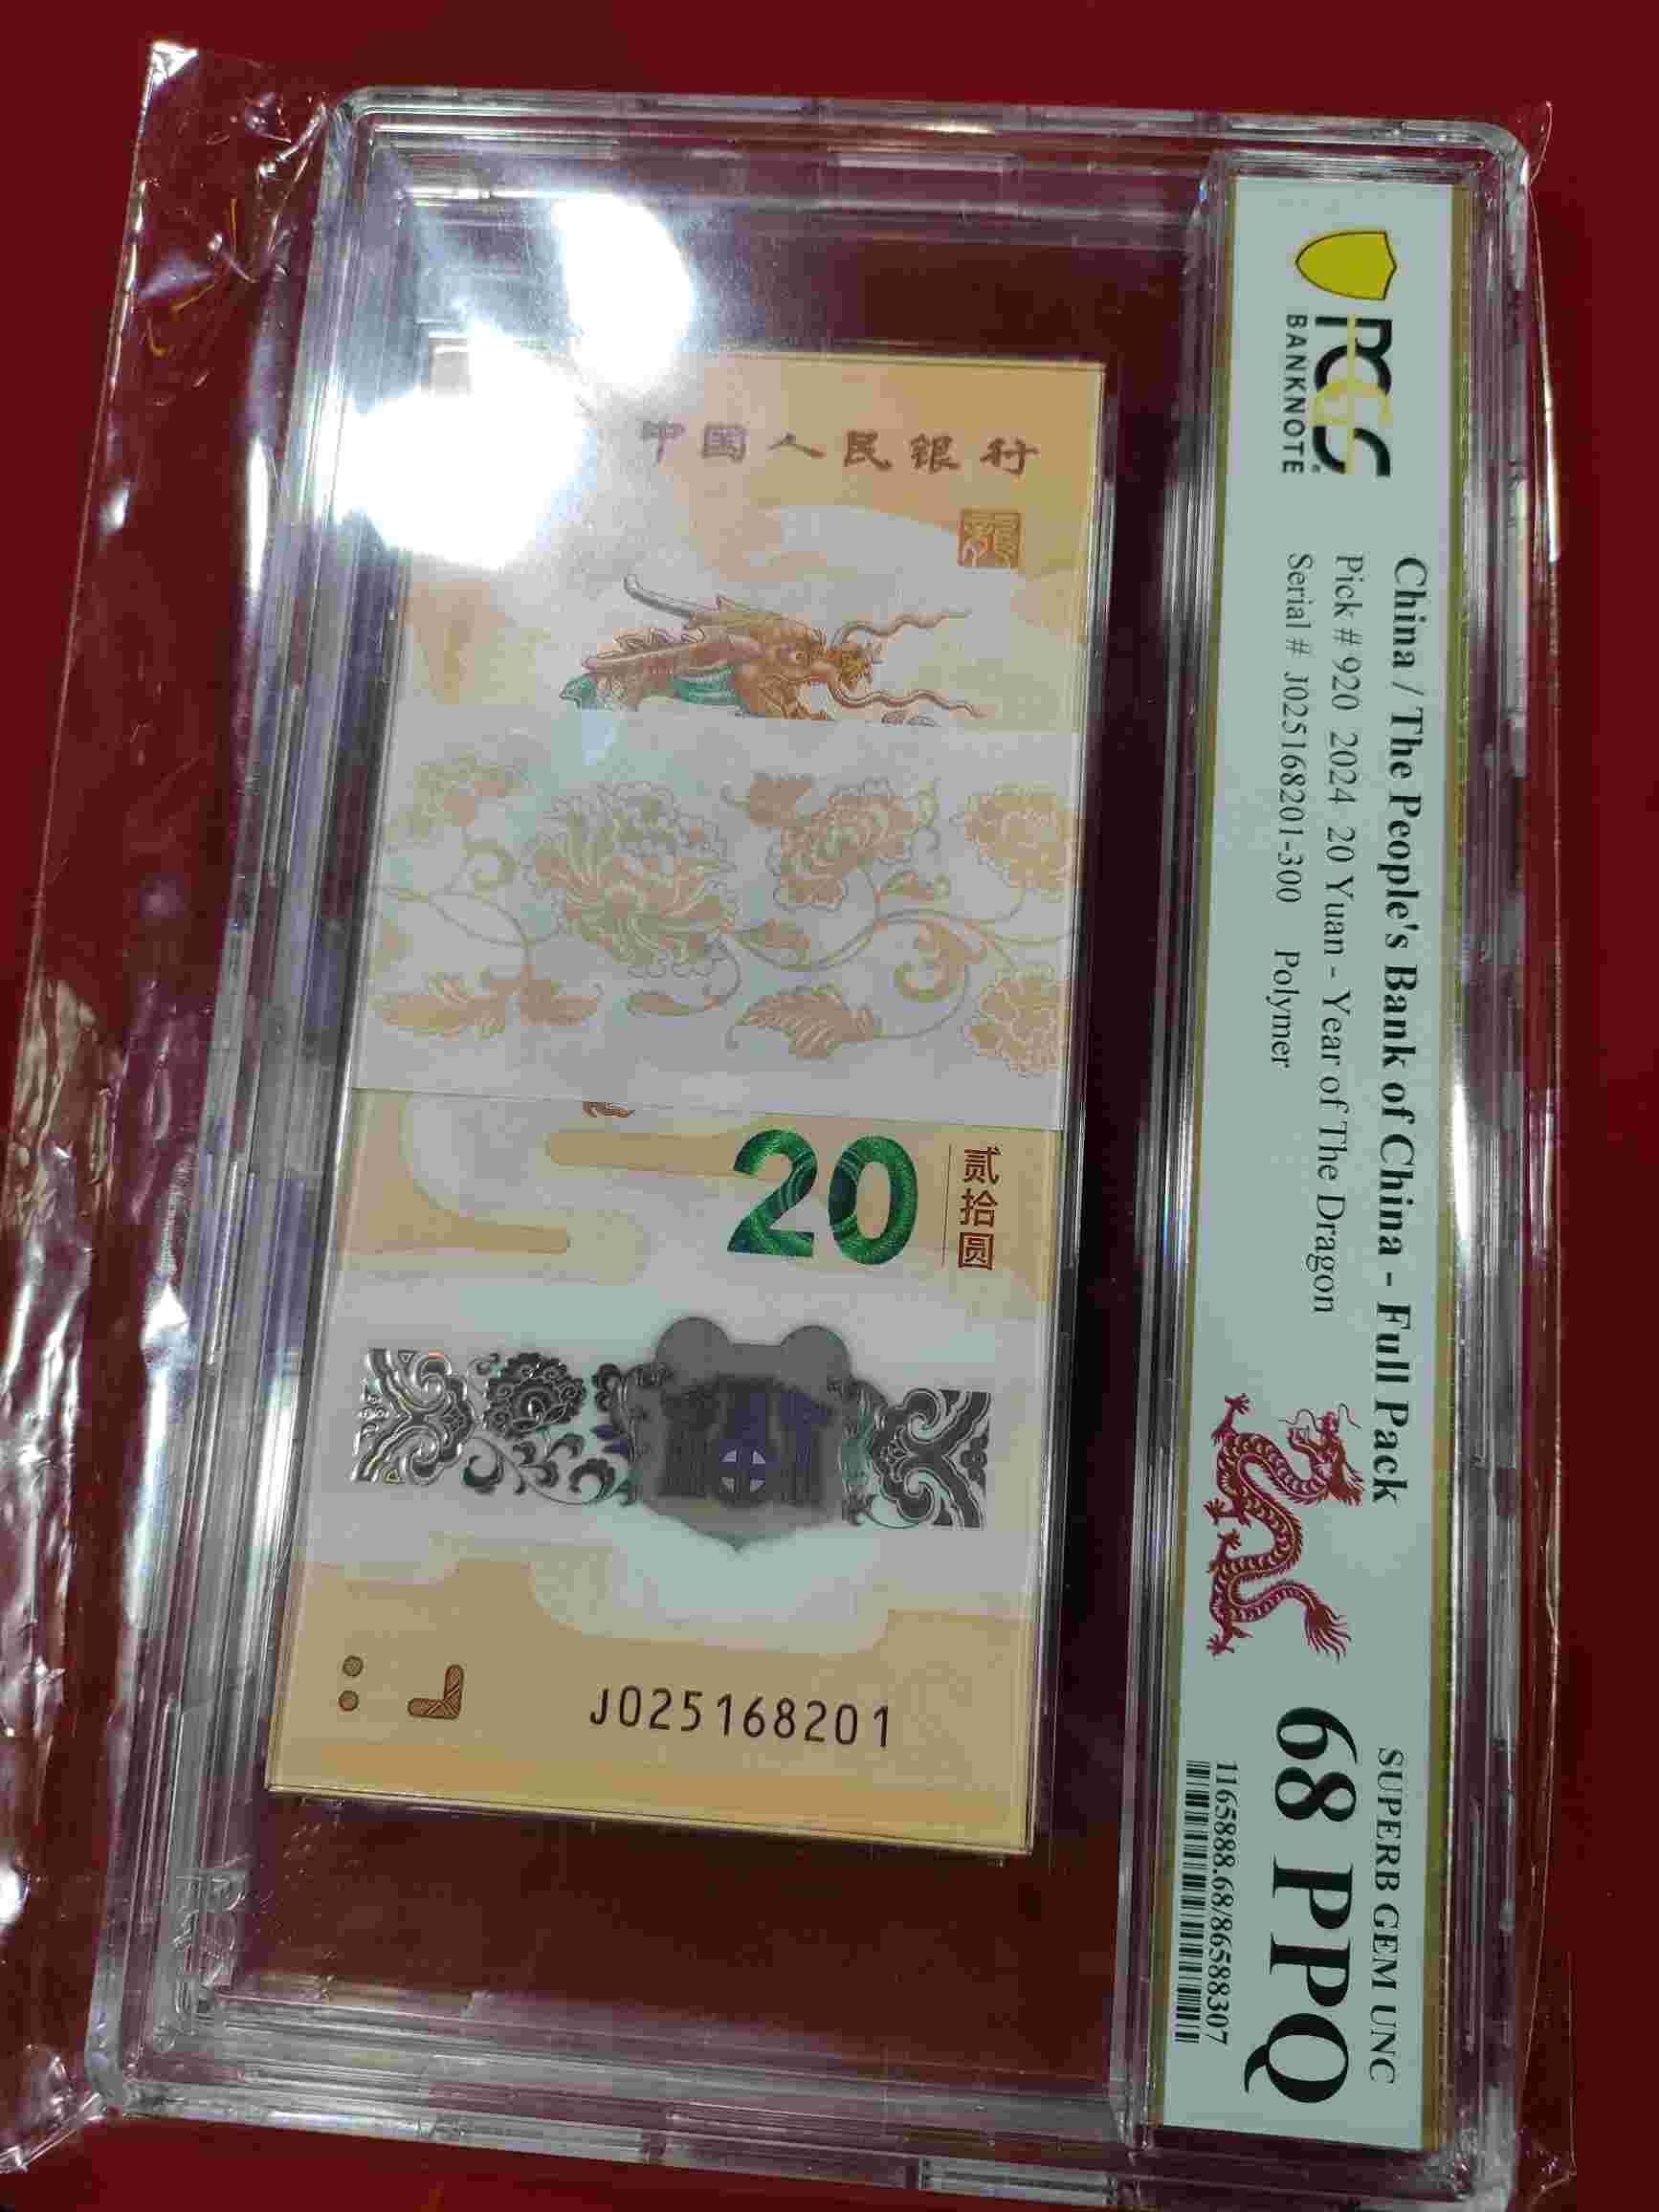 PCGS
BANKNOTE
China / The People's Bank of China - Full Pack
Pick # 920 2024 20 Yuan - Year of The Dragon
Serial # J025168201-300 Polymer
SUPERB GEM UNC
68 PPQ
1165888.68/86588307
中国人民银行
20
贰拾圆
J025168201